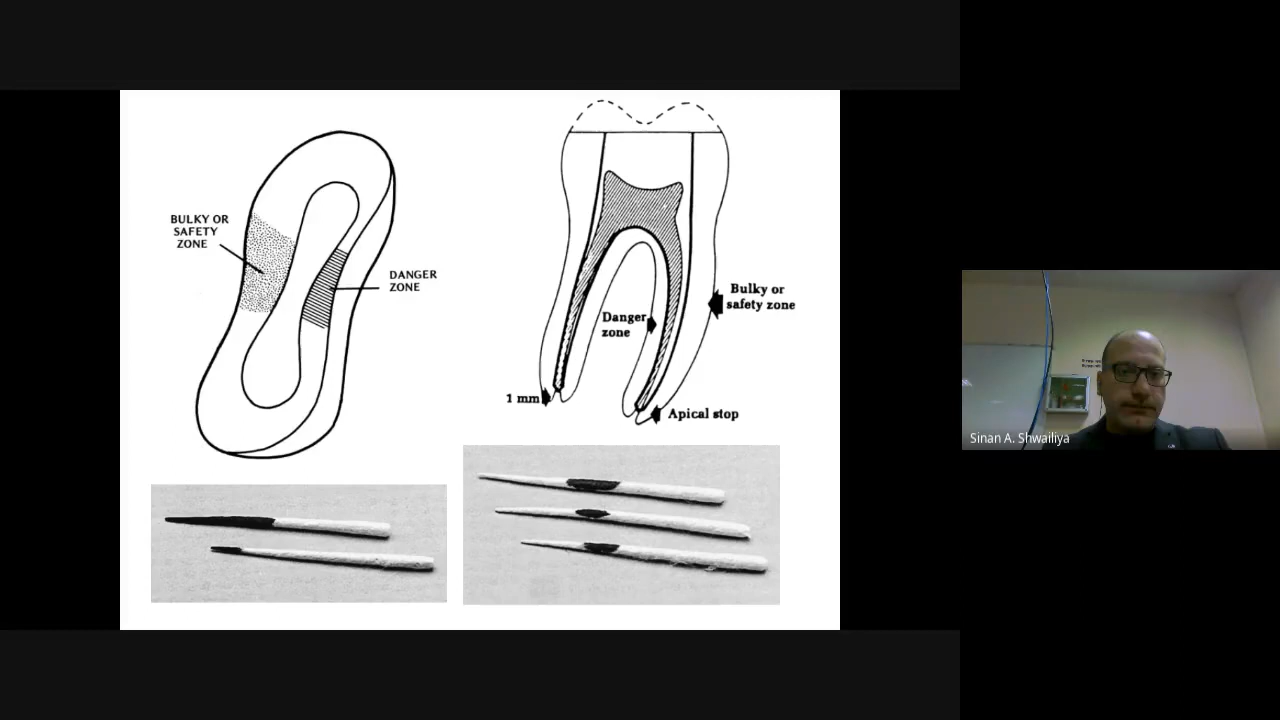 BULKY OR
SAFETY
ZONE
DANGER
ZONE
Danger
zone
Bulky or
safety zone
1 mm
Apical stop
Sinan A. Shwailiya